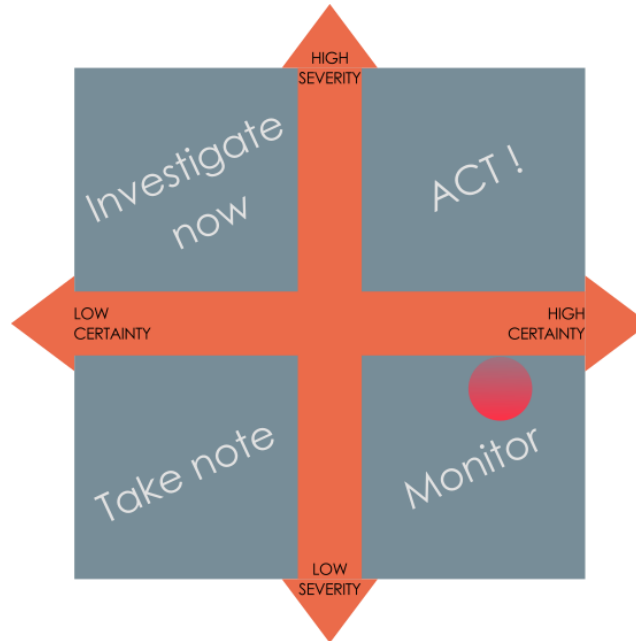 HIGH
SEVERITY
Investigate
now
ACT !
LOW
CERTAINTY
HIGH
CERTAINTY
Take note
Monitor
LOW
SEVERITY